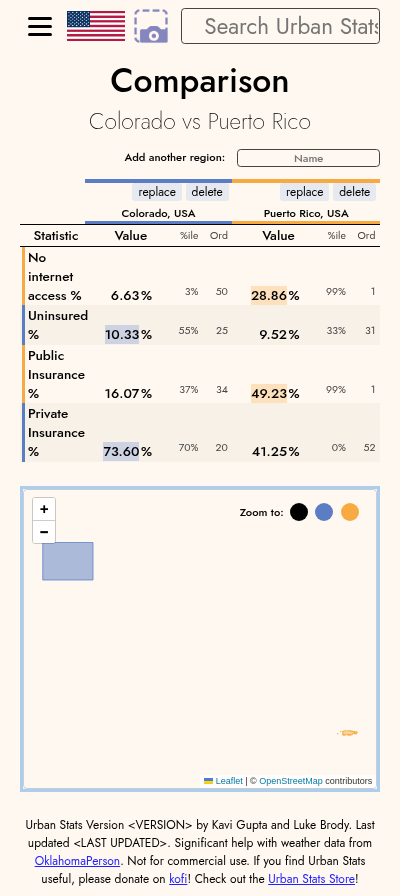 Search Urban Stats
Comparison
Colorado vs Puerto Rico
Add another region: Name
replace delete replace delete
Colorado, USA Puerto Rico, USA
Statistic Value %ile Ord Value %ile Ord
No
internet
access % 6.63% 3% 50 28.86% 99% 1
Uninsured
% 10.33% 55% 25 9.52% 33% 31
Public
Insurance
% 16.07% 37% 34 49.23% 99% 1
Private
Insurance
% 73.60% 70% 20 41.25% 0% 52
+
−
Zoom to:
Leaflet | © OpenStreetMap contributors
Urban Stats Version <VERSION> by Kavi Gupta and Luke Brody. Last
updated <LAST UPDATED>. Significant help with weather data from
OklahomaPerson. Not for commercial use. If you find Urban Stats
useful, please donate on kofi! Check out the Urban Stats Store!